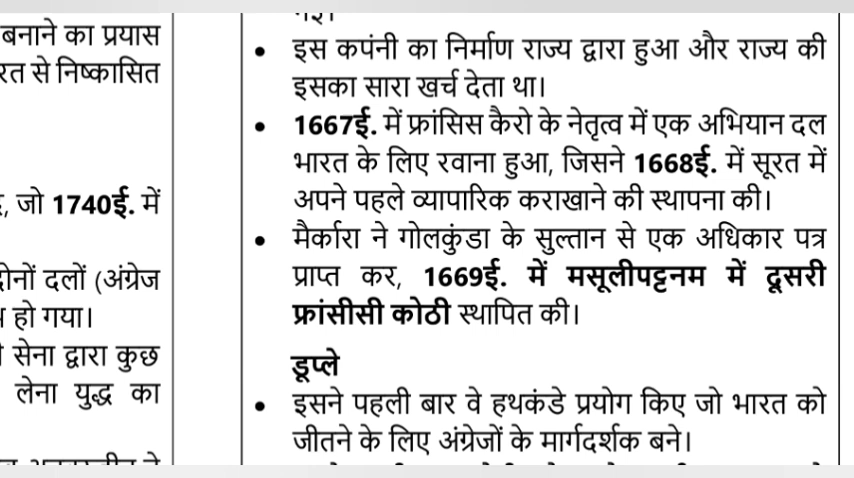 बनाने का प्रयास
रत से निष्कासित
, जो 1740ई. में
दोनों दलों (अंग्रेज
हो गया।
सेना द्वारा कुछ
लेना युद्ध का
इस कपंनी का निर्माण राज्य द्वारा हुआ और राज्य की
इसका सारा खर्च देता था।
1667ई. में फ्रांसिस कैरो के नेतृत्व में एक अभियान दल
भारत के लिए रवाना हुआ, जिसने 1668ई. में सूरत में
अपने पहले व्यापारिक कराखाने की स्थापना की।
मैर्कारा ने गोलकुंडा के सुल्तान से एक अधिकार पत्र
प्राप्त कर, 1669ई. में मसूलीपट्टनम में दूसरी
फ्रांसीसी कोठी स्थापित की।
डूप्ले
इसने पहली बार वे हथकंडे प्रयोग किए जो भारत को
जीतने के लिए अंग्रेजों के मार्गदर्शक बने।